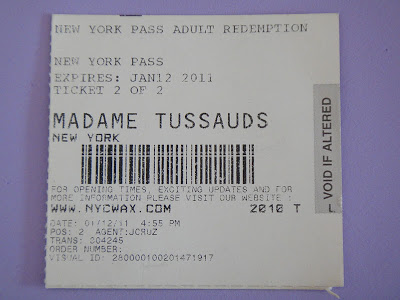 NEW YORK PASS ADULT REDEMPTION
NEW YORK PASS
EXPIRES: JAN12 2011
TICKET 2 OF 2
MADAME TUSSAUDS
NEW YORK
FOR OPENING TIMES, EXCITING UPDATES AND FOR
MORE INFORMATION PLEASE VISIT OUR WEBSITE :
WWW.NYCWAX.COM 2010 T
DATE: 01/12/11 4:55 PM
POS: 2 AGENT:JCRUZ
TRANS: 304245
ORDER NUMBER:
VISUAL ID: 280000100201471917
VOID IF ALTERED